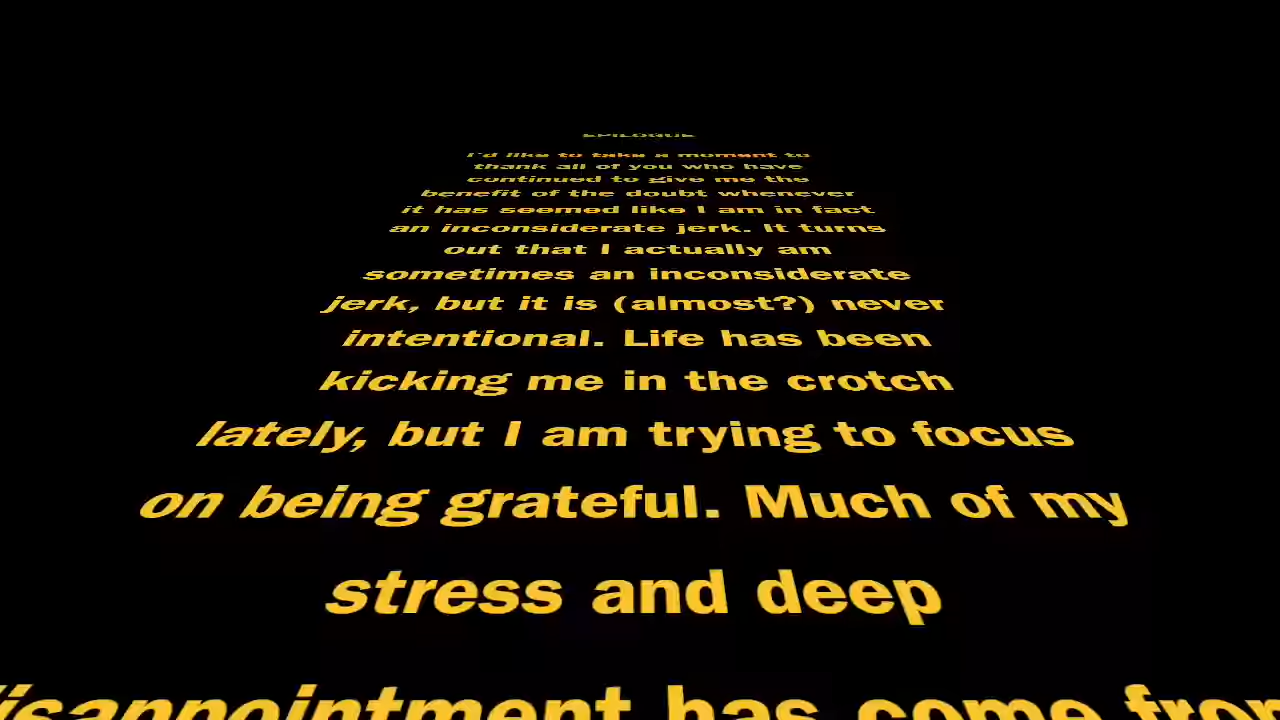 EPILOGUE
I'd like to take a moment to
thank all of you who have
continued to give me the
benefit of the doubt whenever
it has seemed like I am in fact
an inconsiderate jerk. It turns
out that I actually am
sometimes an inconsiderate
jerk, but it is (almost?) never
intentional. Life has been
kicking me in the crotch
lately, but I am trying to focus
on being grateful. Much of my
stress and deep
disappointment has come from